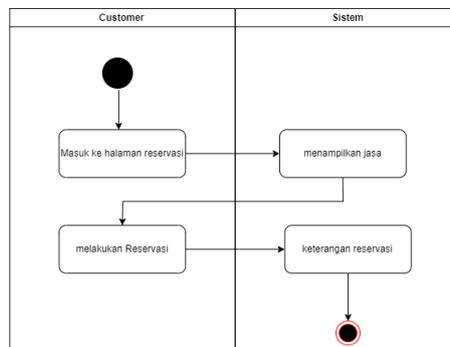 Customer
Sistem
Masuk ke halaman reservasi
menampilkan jasa
melakukan Reservasi
keterangan reservasi